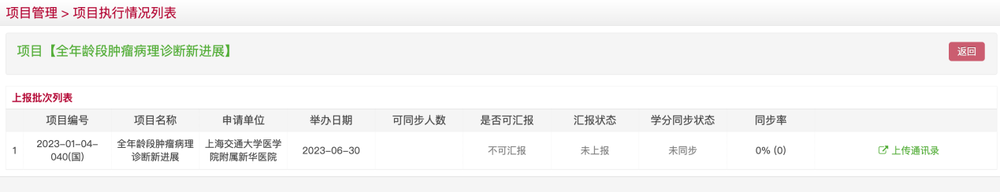 项目管理 > 项目执行情况列表
项目【全年龄段肿瘤病理诊断新进展】 返回
上报批次列表
项目编号 项目名称 申请单位 举办日期 可同步人数 是否可汇报 汇报状态 学分同步状态 同步率
1 2023-01-04-040(国) 全年龄段肿瘤病理诊断新进展 上海交通大学医学院附属新华医院 2023-06-30 不可汇报 未上报 未同步 0% (0) 上传通讯录